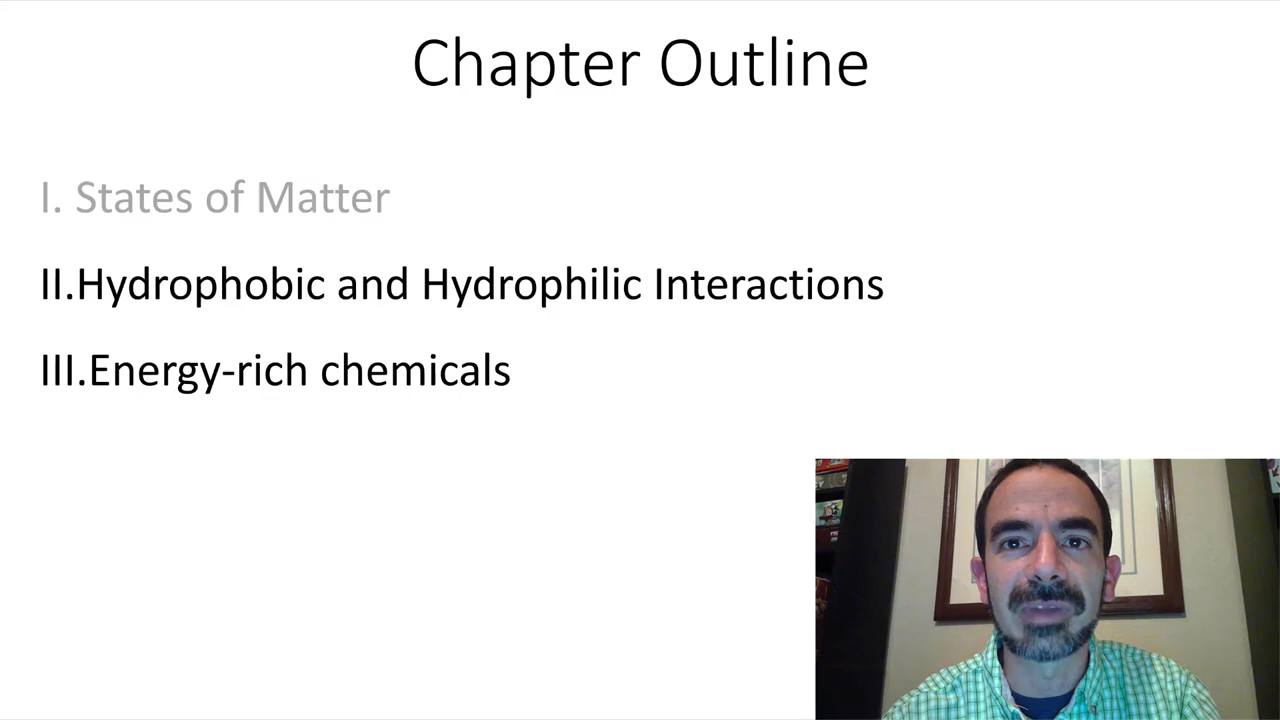 Chapter Outline
I. States of Matter
II.Hydrophobic and Hydrophilic Interactions
III.Energy-rich chemicals